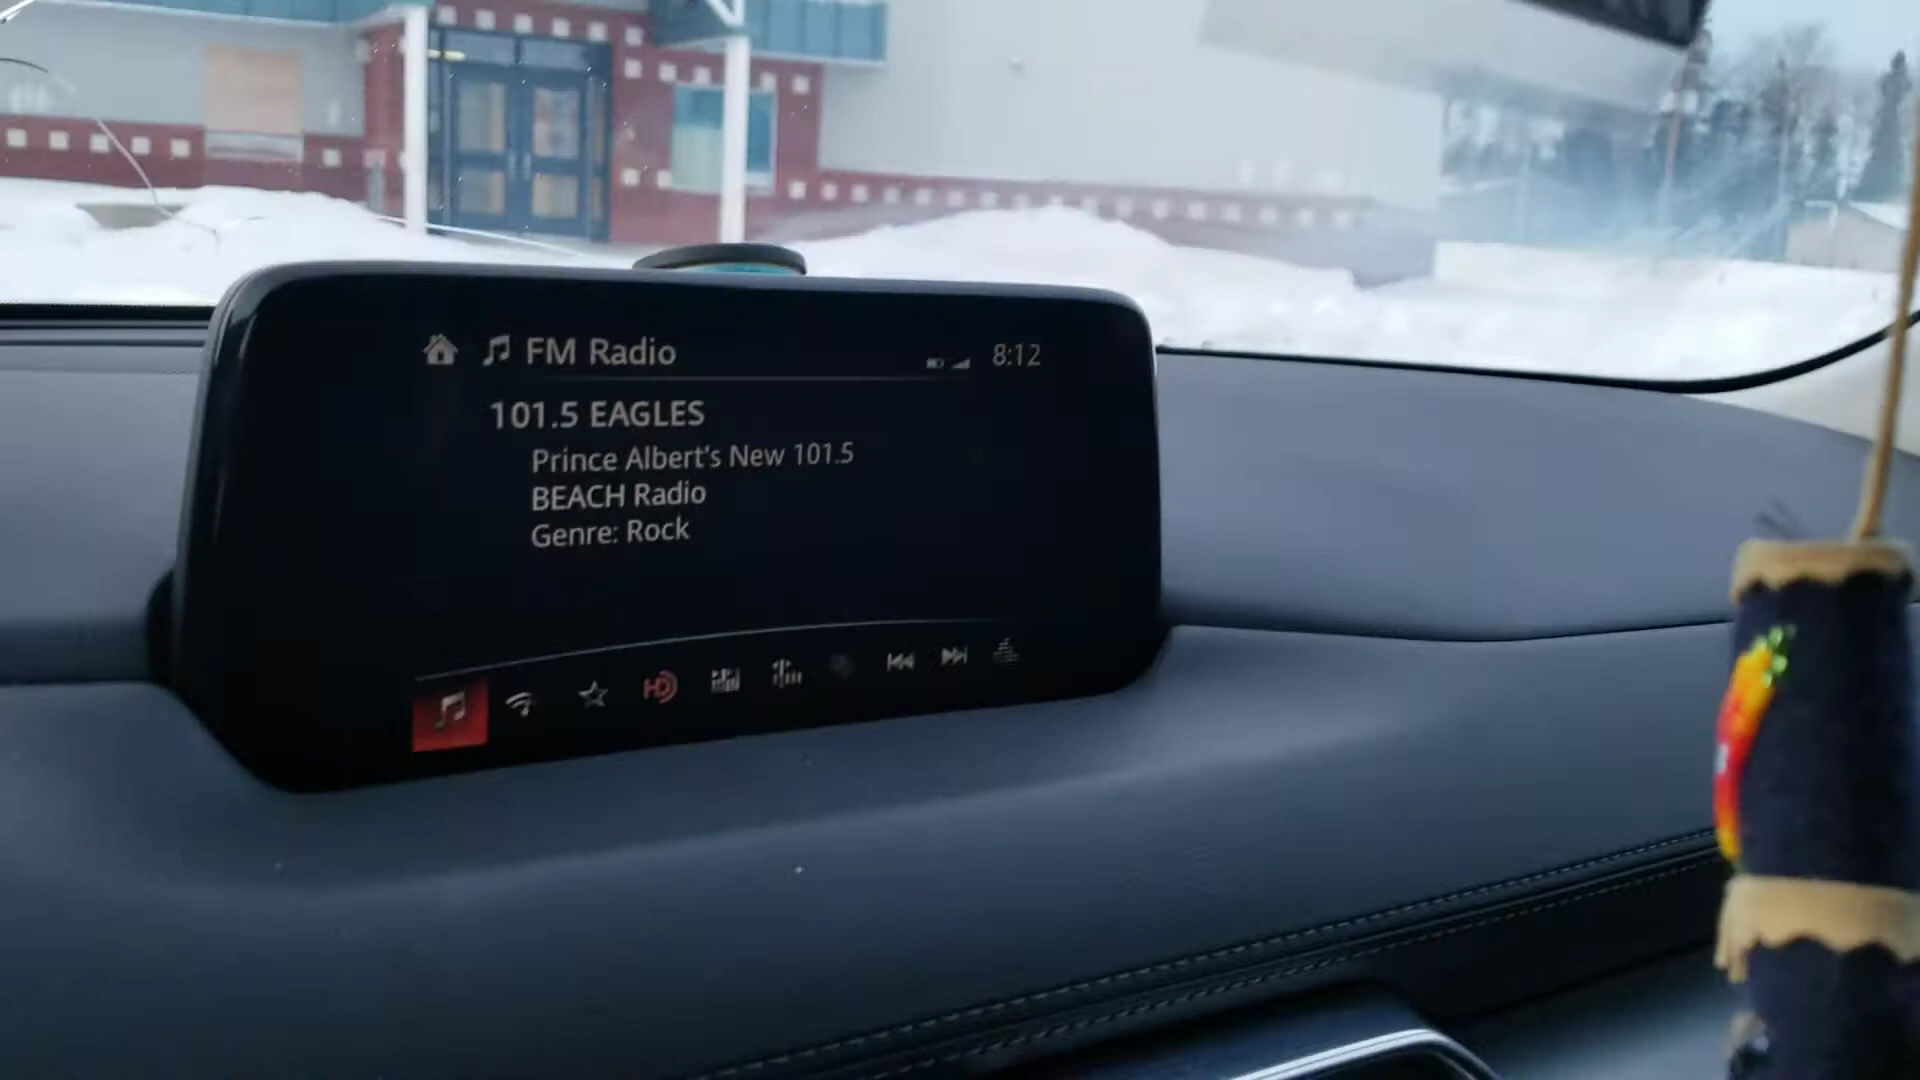 FM Radio 8:12
101.5 EAGLES
Prince Albert's New 101.5
BEACH Radio
Genre: Rock
HD